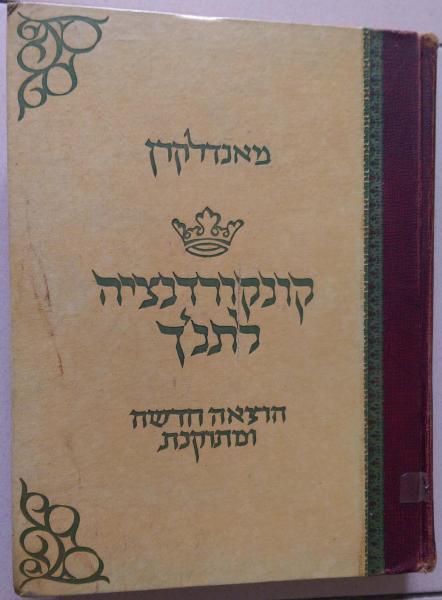 מאנדלקרן
קונקורדנציה
לתנ"ך
הוצאה חדשה
ומתוקנת